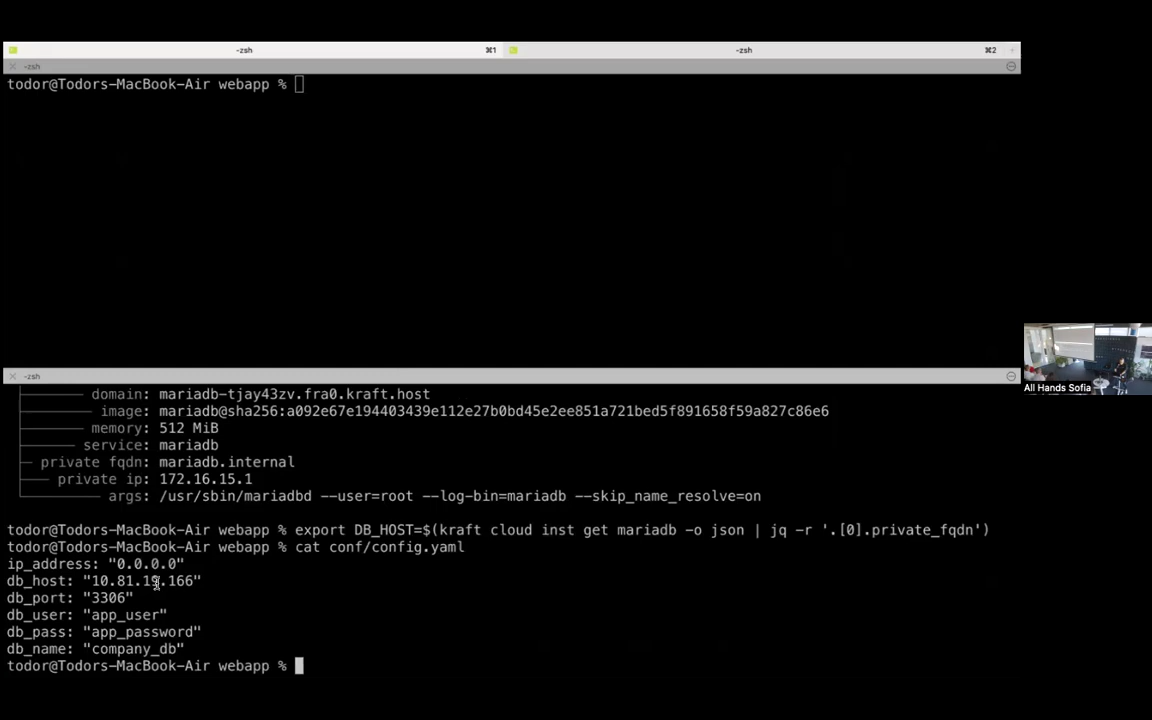 -zsh ⌘1 -zsh ⌘2 +
× -zsh
todor@Todors-MacBook-Air webapp %
× -zsh
domain: mariadb-tjay43zv.fra0.kraft.host
image: mariadb@sha256:a092e67e194403439e112e27b0bd45e2ee851a721bed5f891658f59a827c86e6
memory: 512 MiB
service: mariadb
private fqdn: mariadb.internal
private ip: 172.16.15.1
args: /usr/sbin/mariadbd --user=root --log-bin=mariadb --skip_name_resolve=on
todor@Todors-MacBook-Air webapp % export DB_HOST=$(kraft cloud inst get mariadb -o json | jq -r '.[0].private_fqdn')
todor@Todors-MacBook-Air webapp % cat conf/config.yaml
ip_address: "0.0.0.0"
db_host: "10.81.19.166"
db_port: "3306"
db_user: "app_user"
db_pass: "app_password"
db_name: "company_db"
todor@Todors-MacBook-Air webapp %
All Hands Sofia